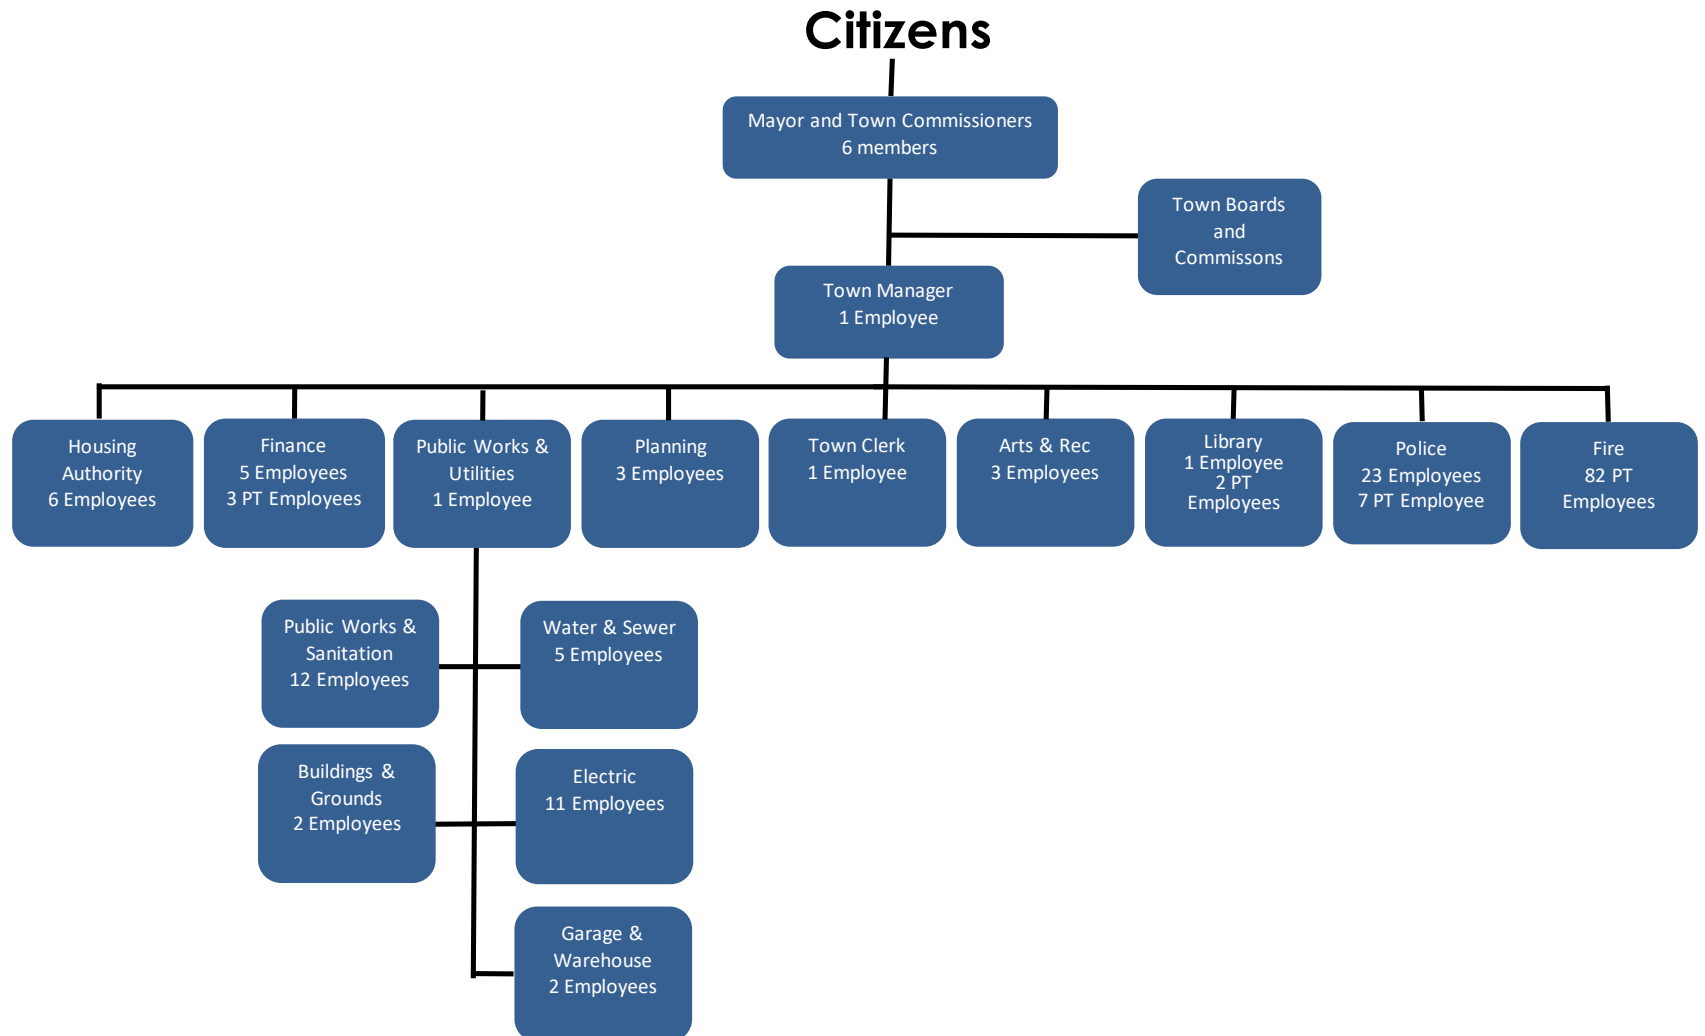 Citizens
Mayor and Town Commissioners
6 members
Town Boards
and
Commissons
Town Manager
1 Employee
Housing
Authority
6 Employees
Finance
5 Employees
3 PT Employees
Public Works &
Utilities
1 Employee
Planning
3 Employees
Town Clerk
1 Employee
Arts & Rec
3 Employees
Library
1 Employee
2 PT
Employees
Police
23 Employees
7 PT Employee
Fire
82 PT
Employees
Public Works &
Sanitation
12 Employees
Water & Sewer
5 Employees
Buildings &
Grounds
2 Employees
Electric
11 Employees
Garage &
Warehouse
2 Employees